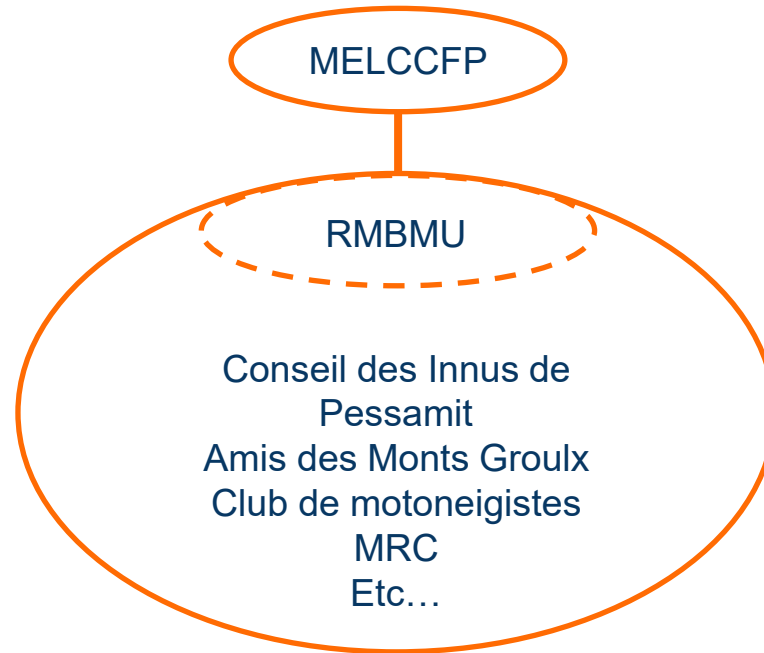 MELCCFP
RMBMU
Conseil des Innus de
Pessamit
Amis des Monts Groulx
Club de motoneigistes
MRC
Etc…